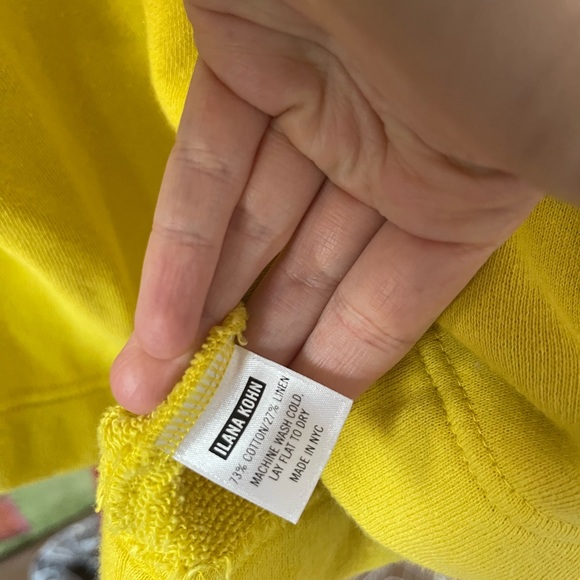 ILANA KOHN
73% COTTON/27% LINEN
MACHINE WASH COLD.
LAY FLAT TO DRY
MADE IN NYC